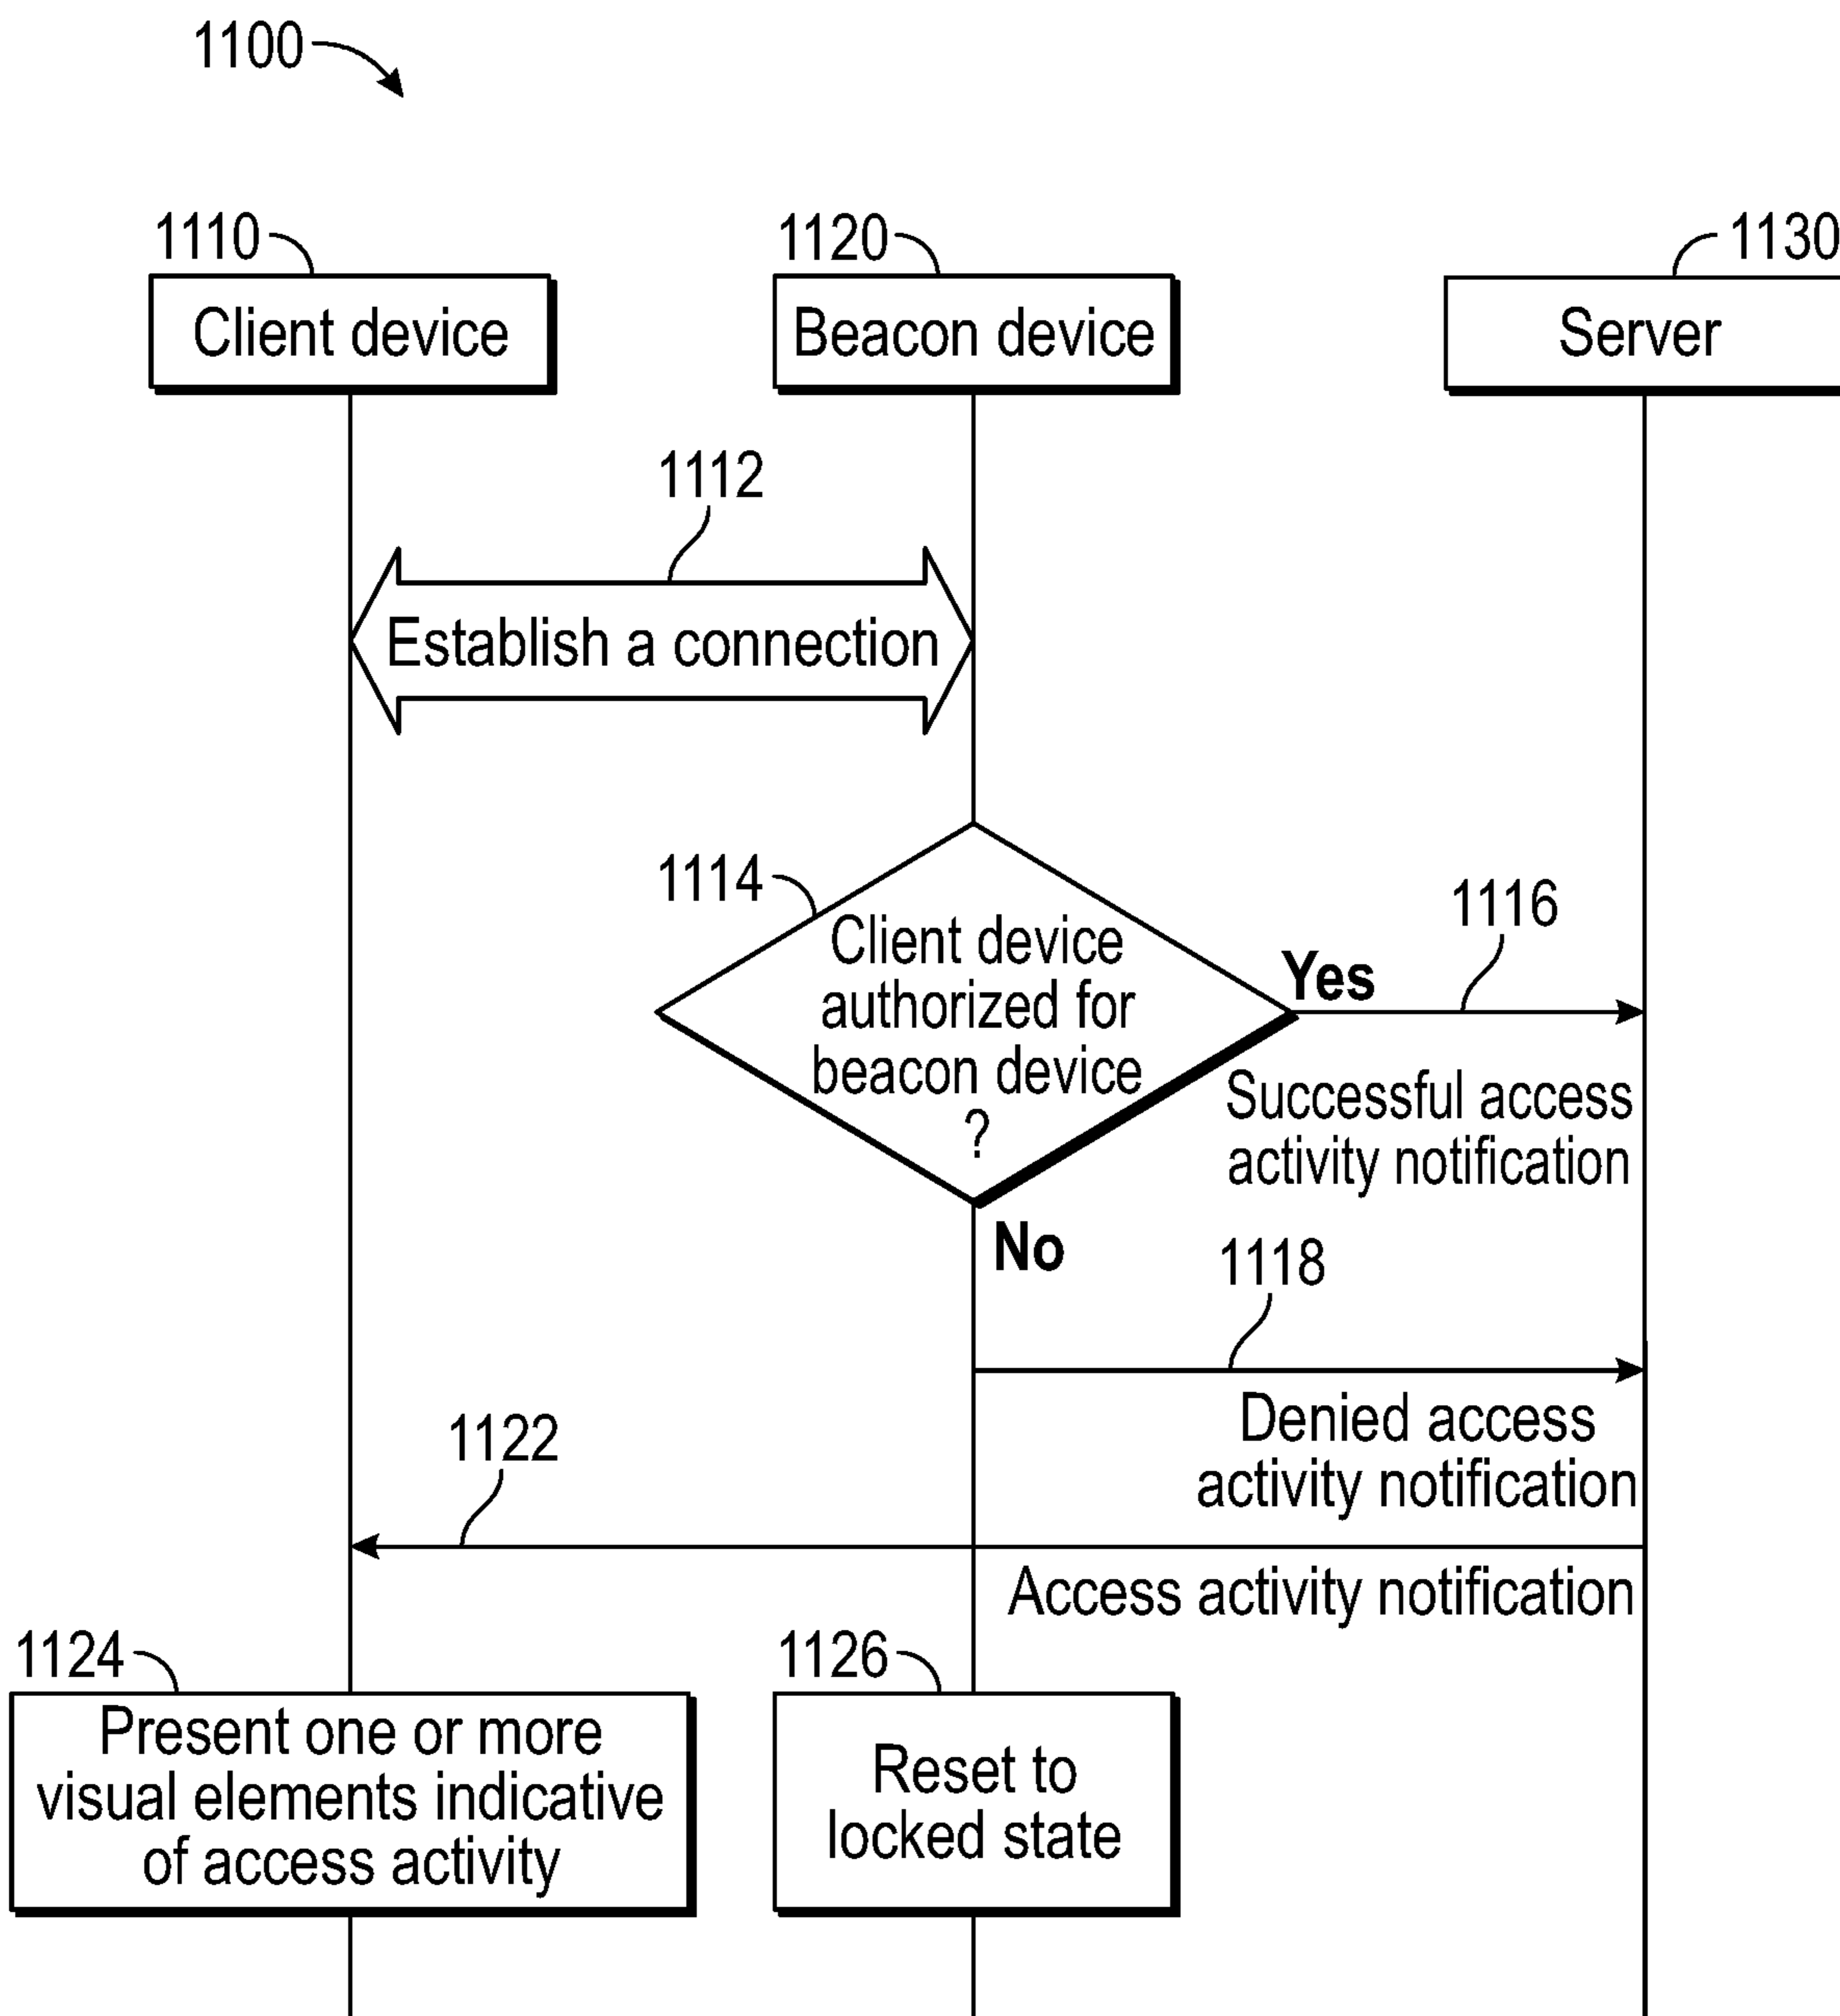 1100
1110
1120
1130
Client device
Beacon device
Server
1112
Establish a connection
1114
Client device
authorized for
beacon device
?
Yes
1116
Successful access
activity notification
No
1118
Denied access
activity notification
1122
Access activity notification
1124
Present one or more
visual elements indicative
of access activity
1126
Reset to
locked state